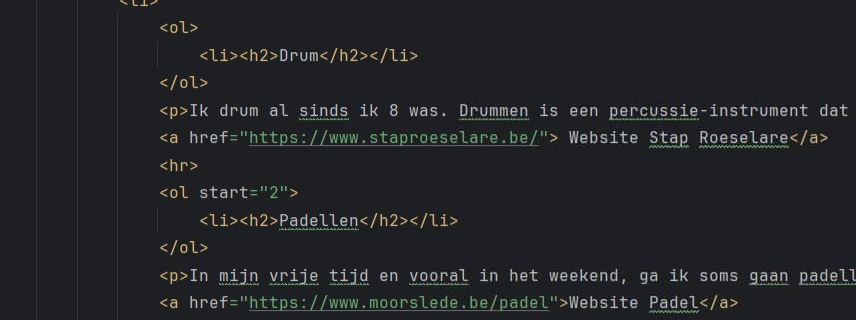 <li>
<ol>
<li><h2>Drum</h2></li>
</ol>
<p>Ik drum al sinds ik 8 was. Drummen is een percussie-instrument dat
<a href="https://www.staproeselare.be/"> Website Stap Roeselare</a>
<hr>
<ol start="2">
<li><h2>Padellen</h2></li>
</ol>
<p>In mijn vrije tijd en vooral in het weekend, ga ik soms gaan padell
<a href="https://www.moorslede.be/padel">Website Padel</a>